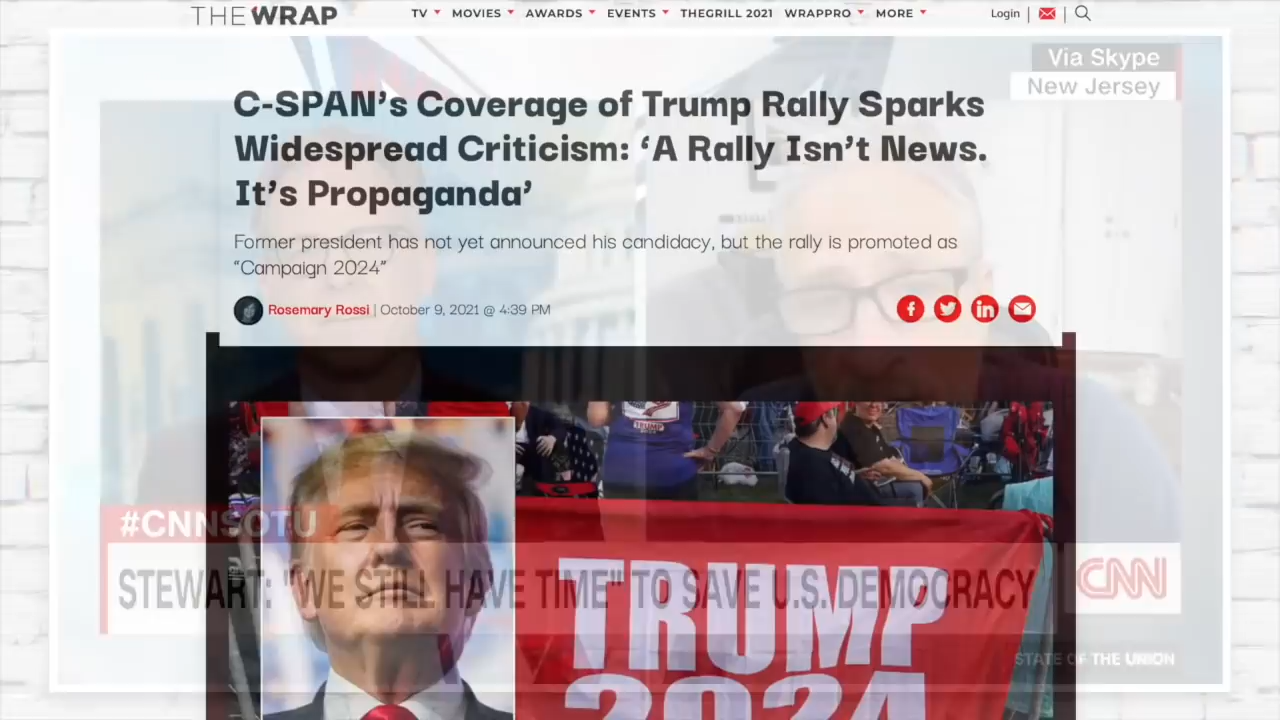 THE WRAP
TV MOVIES AWARDS EVENTS THEGRILL 2021 WRAPPRO MORE Login
Via Skype
New Jersey
C-SPAN’s Coverage of Trump Rally Sparks
Widespread Criticism: ‘A Rally Isn’t News.
It’s Propaganda’
Former president has not yet announced his candidacy, but the rally is promoted as
“Campaign 2024”
Rosemary Rossi | October 9, 2021 @ 4:39 PM
TRUMP
#CNNSOTU
STEWART: "WE STILL HAVE TIME" TO SAVE U.S. DEMOCRACY
CNN
TRUMP
2024
STATE OF THE UNION